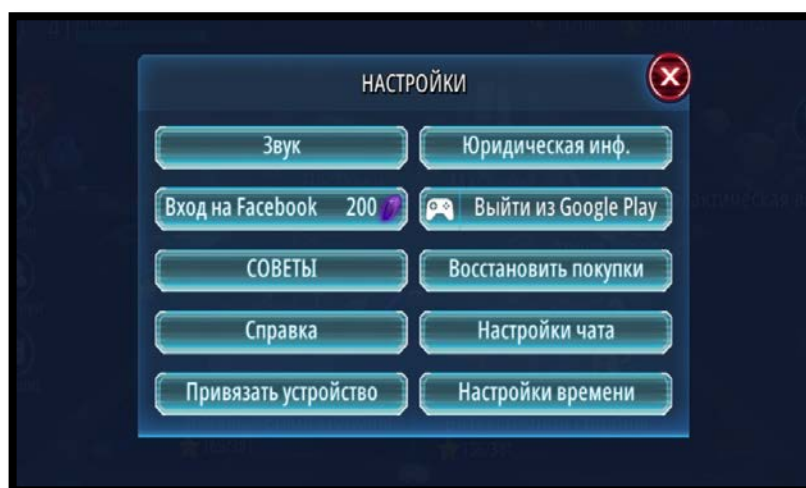 НАСТРОЙКИ
Звук
Юридическая инф.
Вход на Facebook 200
Выйти из Google Play
СОВЕТЫ
Восстановить покупки
Справка
Настройки чата
Привязать устройство
Настройки времени